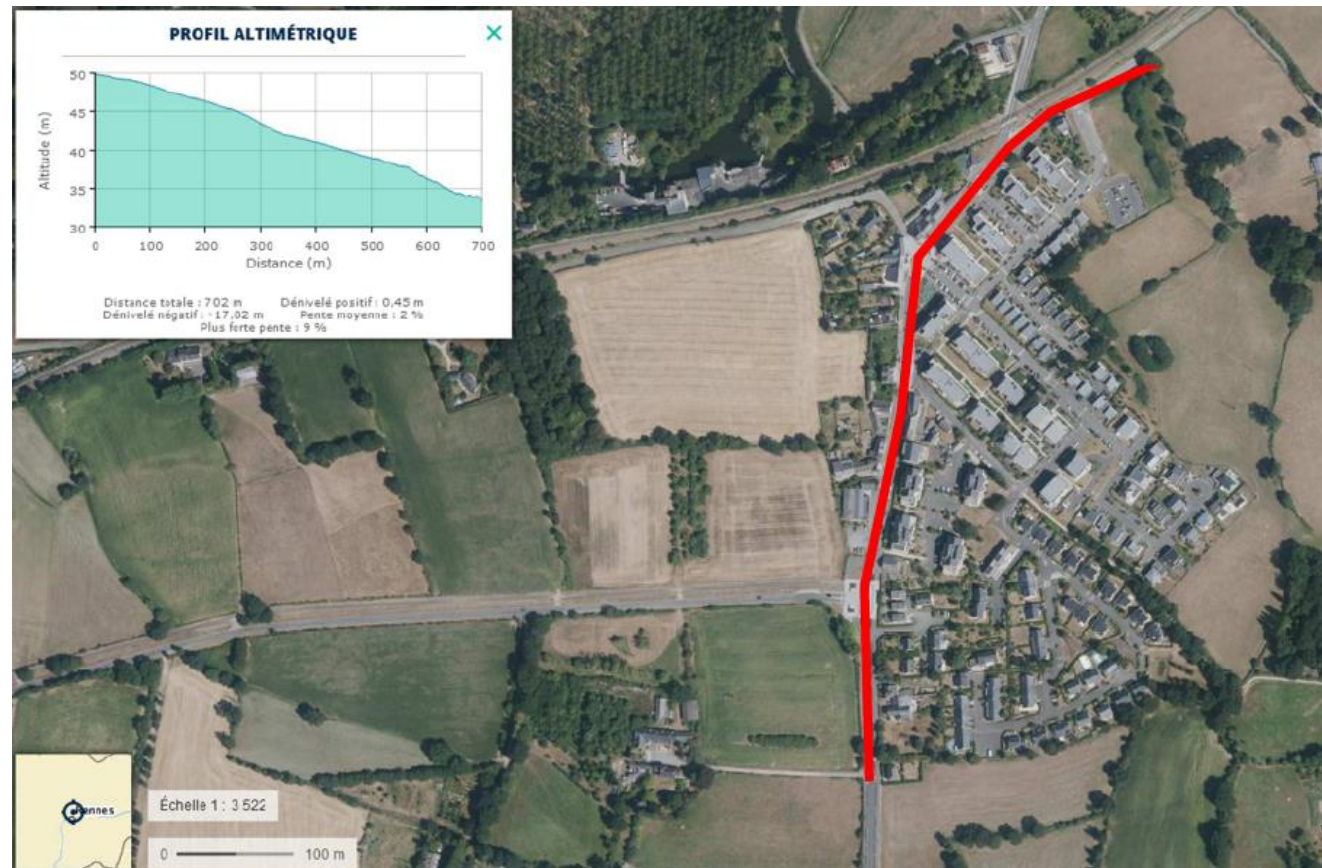 PROFIL ALTIMÉTRIQUE
50
45
40
35
30
Altitude (m)
0 100 200 300 400 500 600 700
Distance (m)
Distance totale : 702 m Dénivelé positif : 0,45 m
Dénivelé négatif : -17,02 m Pente moyenne : 2 %
Plus forte pente : 9 %
Rennes
Échelle 1 : 3 522
0 100 m